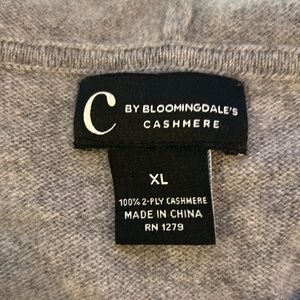 C BY BLOOMINGDALE'S
CASHMERE
XL
100% 2-PLY CASHMERE
MADE IN CHINA
RN 1279